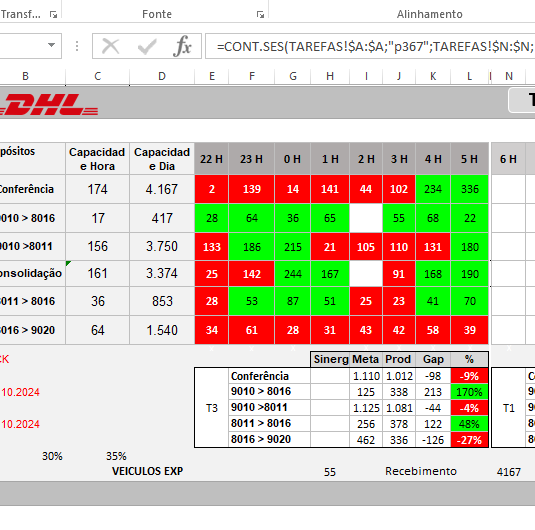 Transf...
Fonte
Alinhamento
fx
=CONT.SES(TAREFAS!$A:$A;"p367";TAREFAS!$N:$N;
B C D E F G H I J K L N
DHL
T
pósitos Capacidad e Hora Capacidad e Dia 22 H 23 H 0 H 1 H 2 H 3 H 4 H 5 H 6 H
Conferência 174 4.167 2 139 14 141 44 102 234 336
9010 > 8016 17 417 28 64 36 65 55 68 22
9010 >8011 156 3.750 133 186 215 21 105 110 131 180
onsolidação 161 3.374 25 142 244 167 91 168 190
8011 > 8016 36 853 28 53 87 51 25 23 41 70
8016 > 9020 64 1.540 34 61 28 31 43 42 58 39
CK Sinerg Meta Prod Gap %
Conferência 1.110 1.012 -98 -9% Co
10.2024 9010 > 8016 125 338 213 170% 90
T3 9010 >8011 1.125 1.081 -44 -4% T1 90
10.2024 8011 > 8016 256 378 122 48% 80
8016 > 9020 462 336 -126 -27% 80
30% 35%
VEICULOS EXP 55 Recebimento 4167